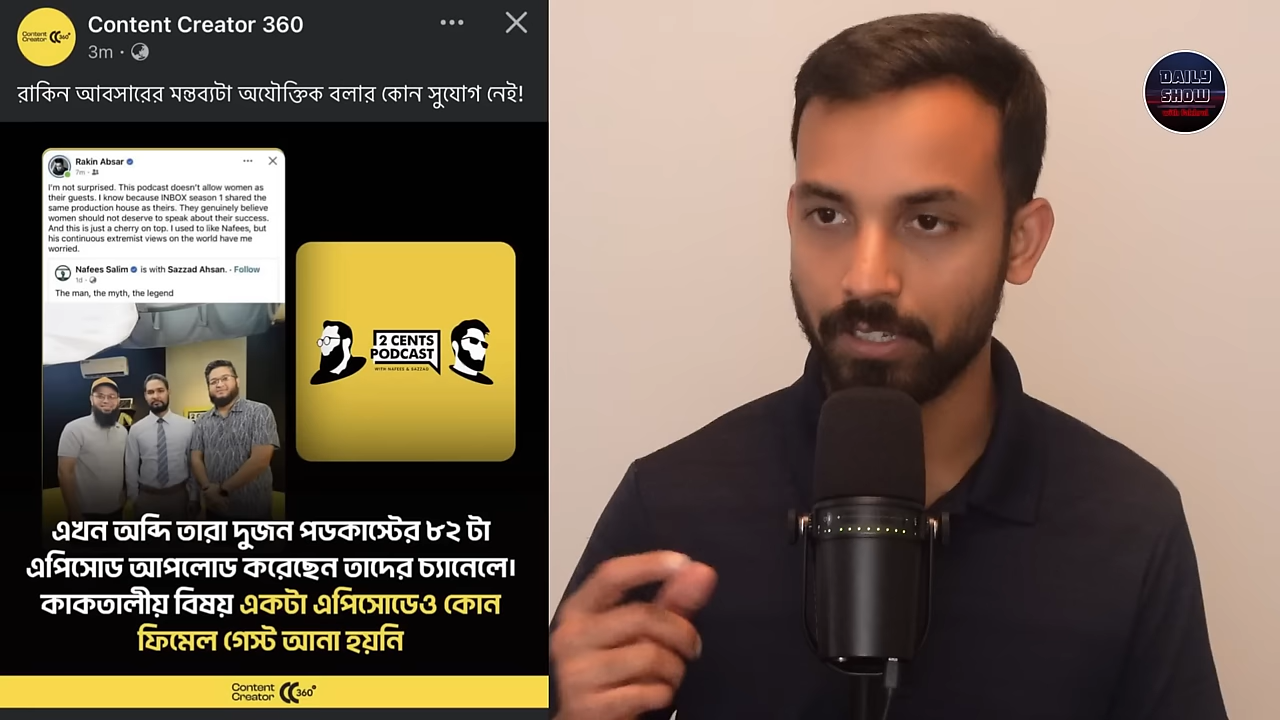 Content Creator 360
3m
রাকিন আবসারের মন্তব্যটা অযৌক্তিক বলার কোন সুযোগ নেই!
Rakin Absar
7m
I'm not surprised. This podcast doesn't allow women as
their guests. I know because INBOX season 1 shared the
same production house as theirs. They genuinely believe
women should not deserve to speak about their success.
And this is just a cherry on top. I used to like Nafees, but
his continuous extremist views on the world have me
worried.
Nafees Salim is with Sazzad Ahsan. · Follow
1d
The man, the myth, the legend
2 CENTS
PODCAST
WITH NAFEES & SAZZAD
এখন অব্দি তারা দুজন পডকাস্টের ৮২ টা
এপিসোড আপলোড করেছেন তাদের চ্যানেলে।
কাকতালীয় বিষয় একটা এপিসোডেও কোন
ফিমেল গেস্ট আনা হয়নি
Content
Creator CC 360°
DAILY
SHOW